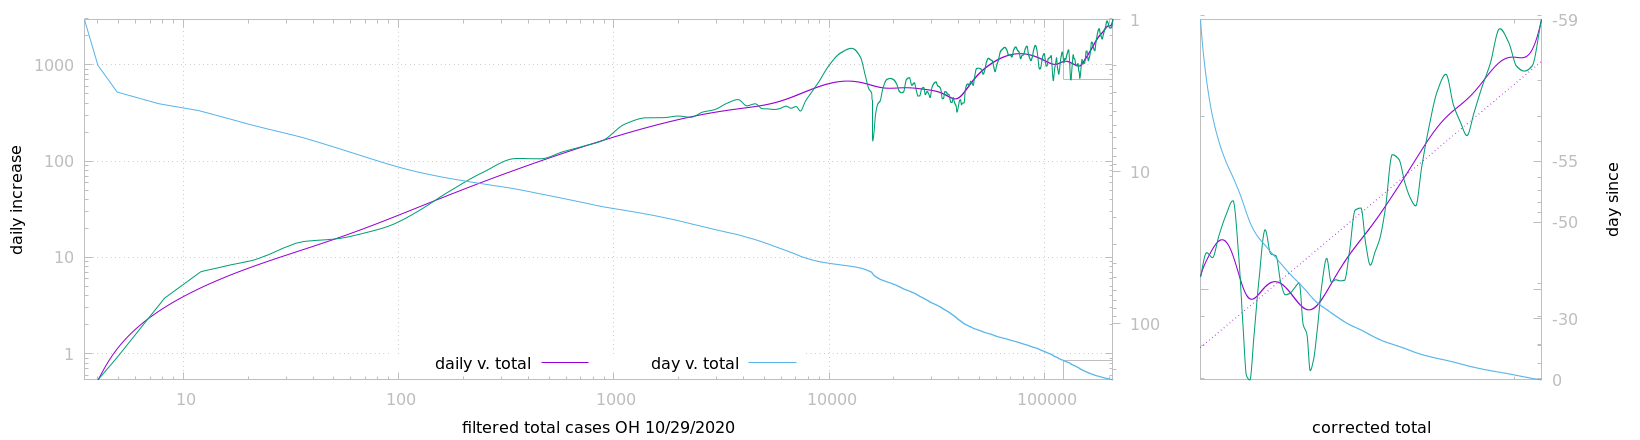 daily increase
1000
100
10
1
10
100
1000
10000
100000
filtered total cases OH 10/29/2020
daily v. total
day v. total
1
10
100
corrected total
-59
-55
-50
-30
0
day since